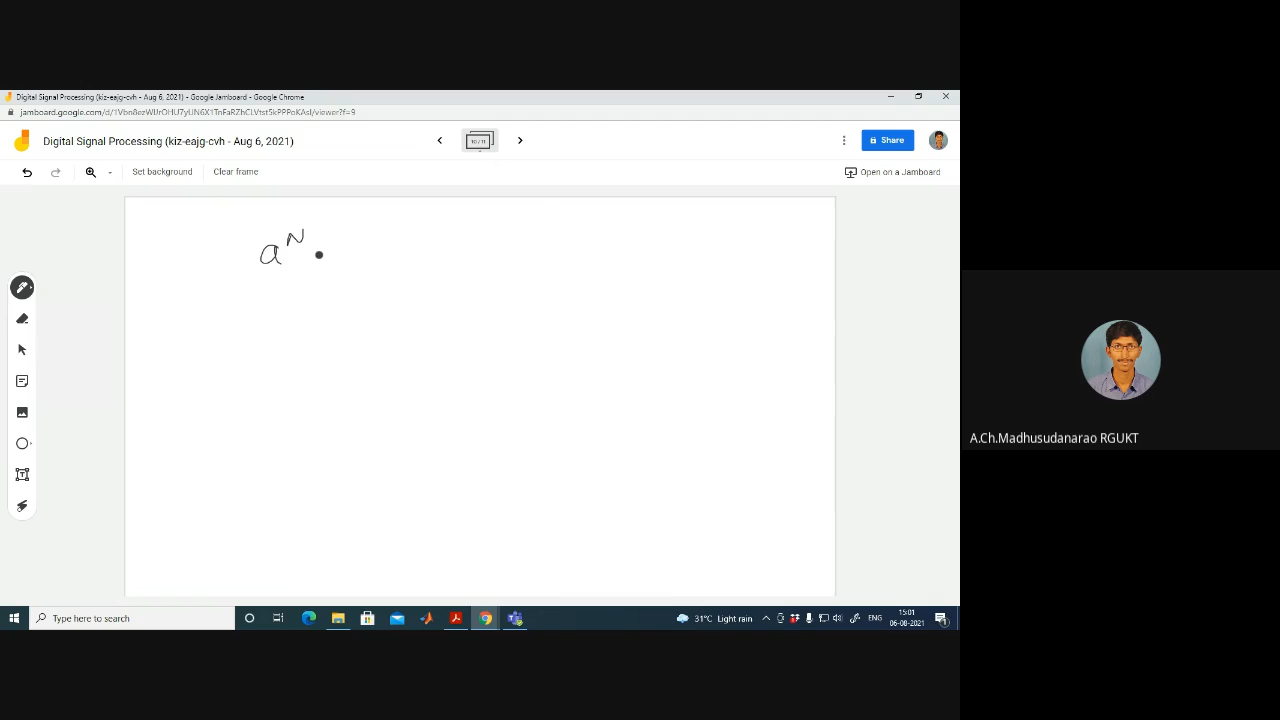 Digital Signal Processing (kiz-eajg-cvh - Aug 6, 2021) - Google Jamboard - Google Chrome
Digital Signal Processing (kiz-eajg-cvh - Aug 6, 2021)
10 / 11
Share
Set background
Clear frame
Open on a Jamboard
a^N
A.Ch.Madhusudanarao RGUKT
Type here to search
31°C Light rain
ENG
15:01
06-08-2021